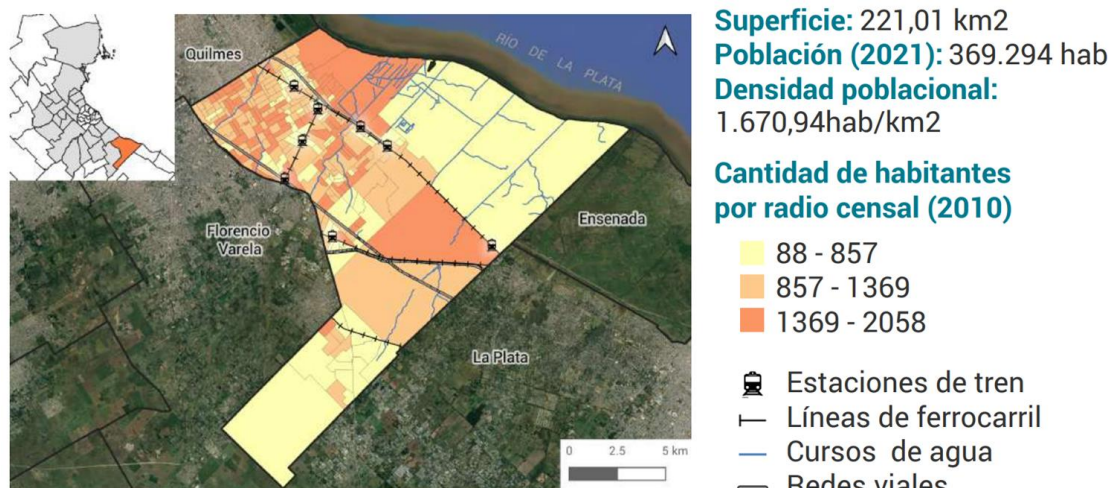 Quilmes
RÍO DE LA PLATA
Florencio
Varela
Ensenada
La Plata
0 2.5 5 km
Superficie: 221,01 km2
Población (2021): 369.294 hab
Densidad poblacional:
1.670,94hab/km2
Cantidad de habitantes
por radio censal (2010)
88 - 857
857 - 1369
1369 - 2058
Estaciones de tren
Líneas de ferrocarril
Cursos de agua
Redes viales